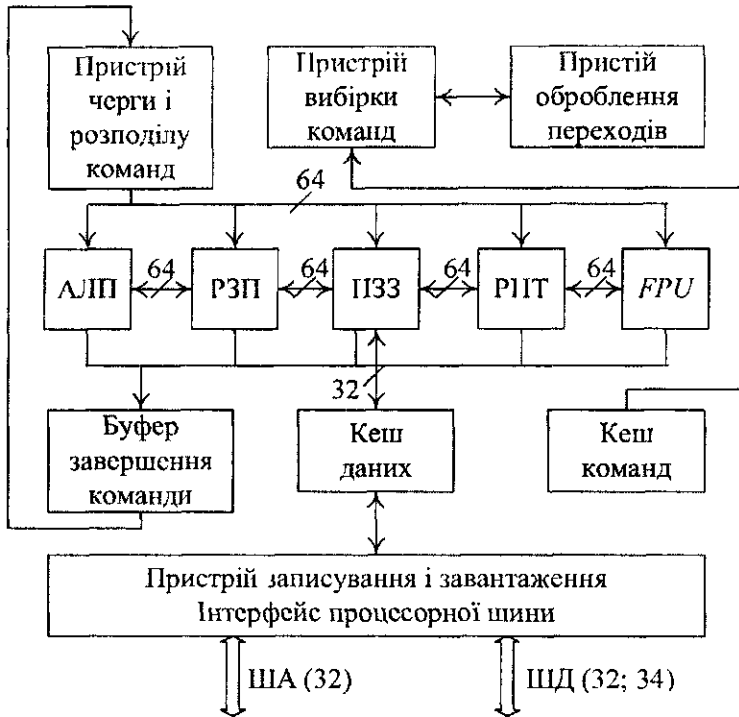 Пристрій
черги і
розподілу
команд
Пристрій
вибірки
команд
Пристій
оброблення
переходів
64
АЛП
64
РЗП
64
ПЗЗ
64
РПТ
64
FPU
32
Буфер
завершення
команди
Кеш
даних
Кеш
команд
Пристрій записування і завантаження
Інтерфейс процесорної шини
ША (32)
ШД (32; 34)